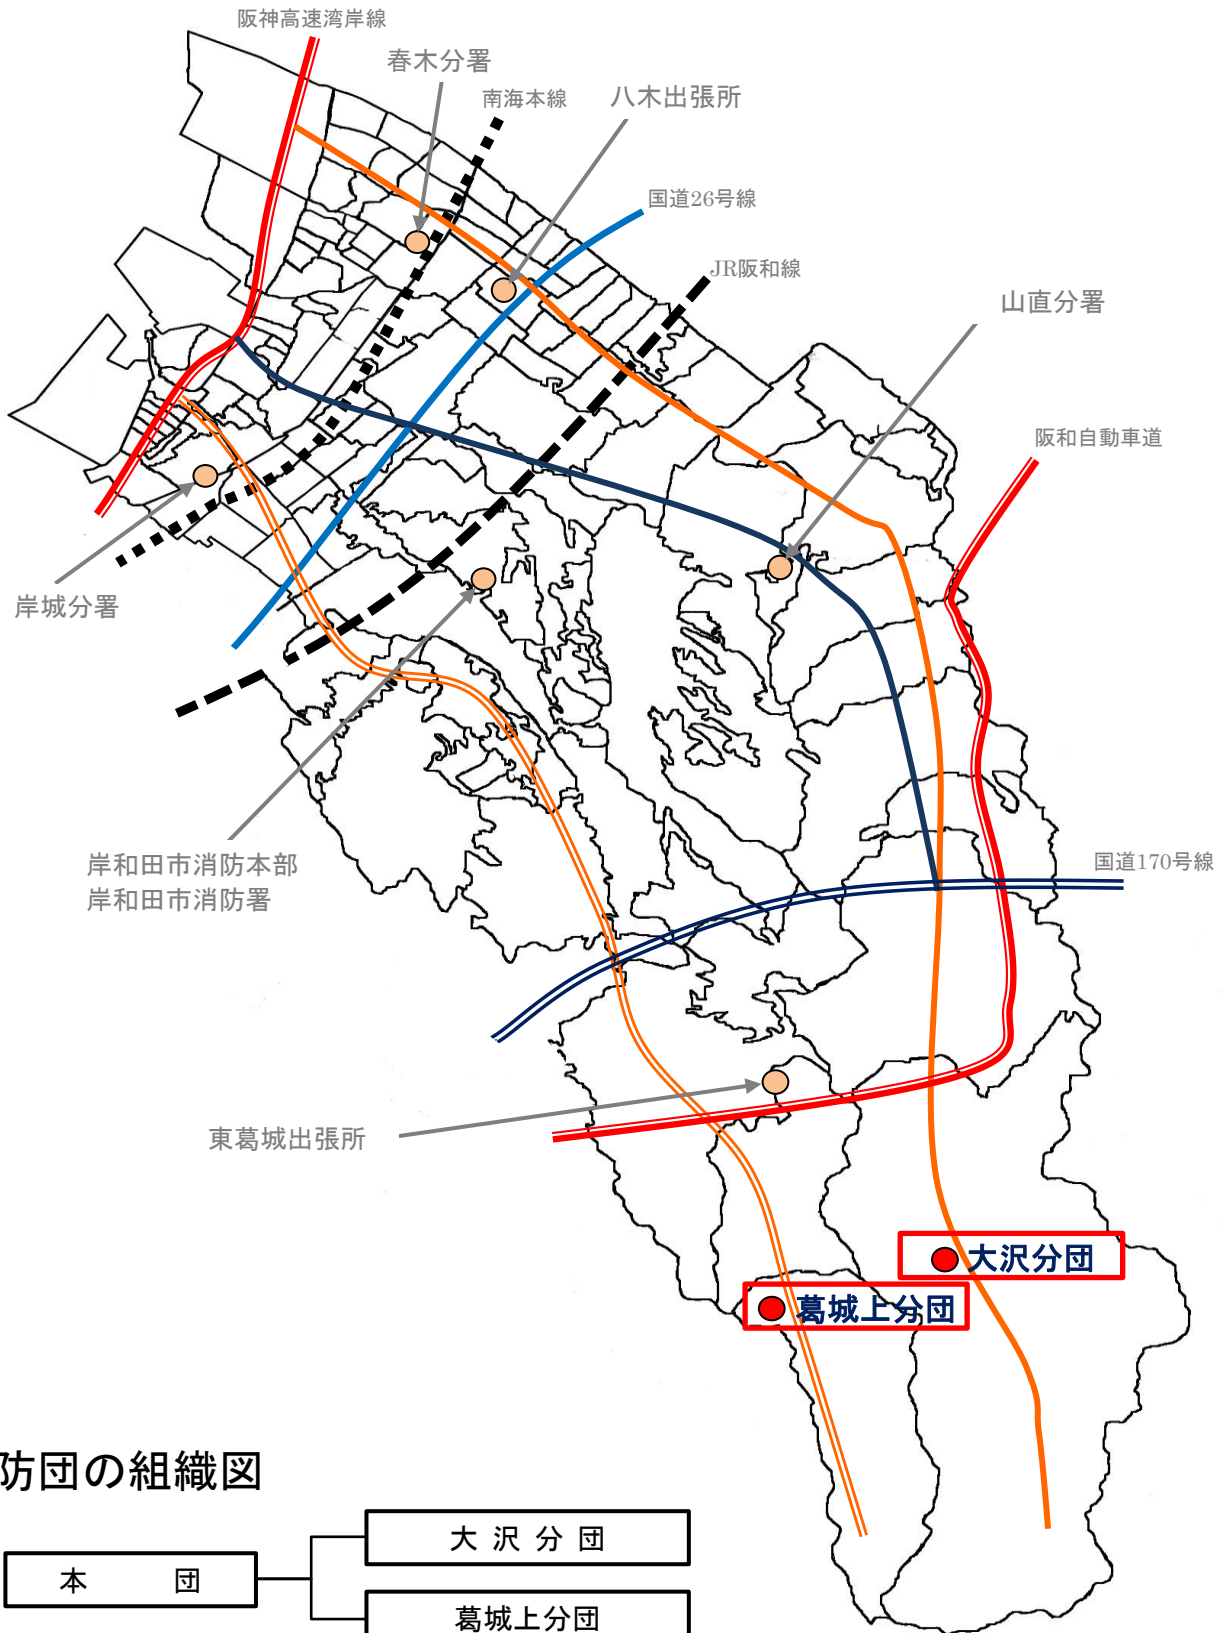 阪神高速湾岸線
春木分署
南海本線
八木出張所
国道26号線
JR阪和線
山直分署
阪和自動車道
岸城分署
岸和田市消防本部
岸和田市消防署
国道170号線
東葛城出張所
大沢分団
葛城上分団
防団の組織図
大沢分団
本 団
葛城上分団